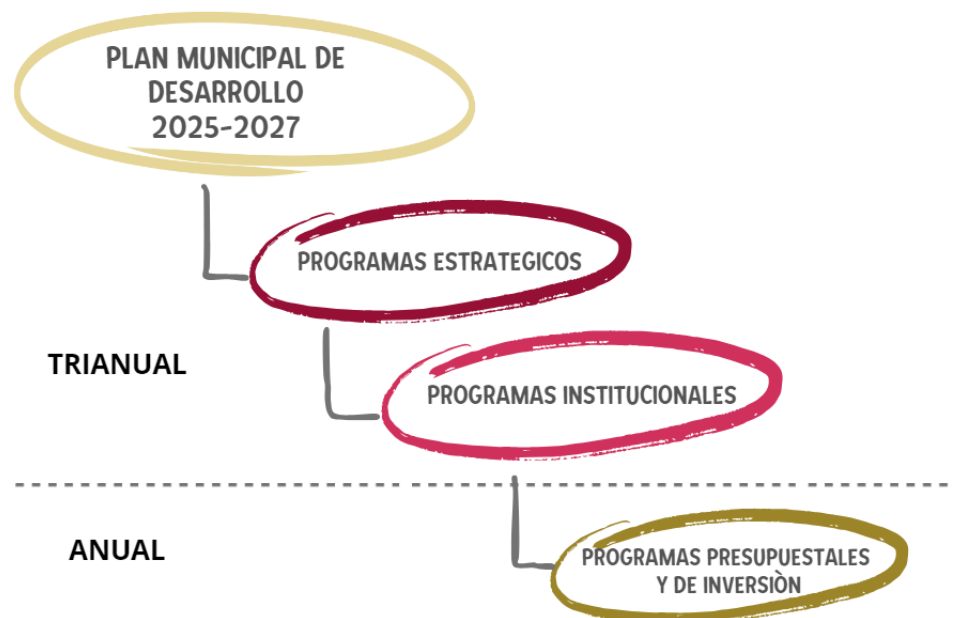 PLAN MUNICIPAL DE
DESARROLLO
2025-2027
PROGRAMAS ESTRATEGICOS
TRIANUAL
PROGRAMAS INSTITUCIONALES
ANUAL
PROGRAMAS PRESUPUESTALES
Y DE INVERSIÒN